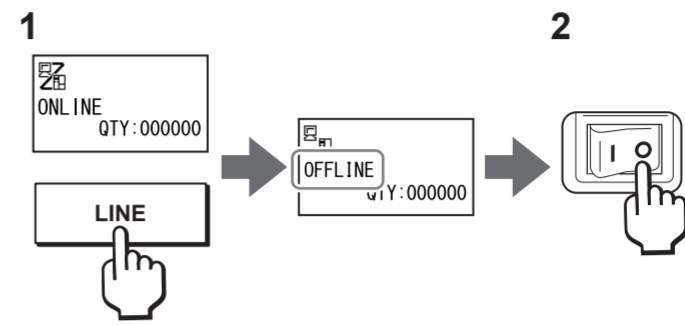 1
ONLINE
QTY:000000
LINE
OFFLINE
QTY:000000
2
I O